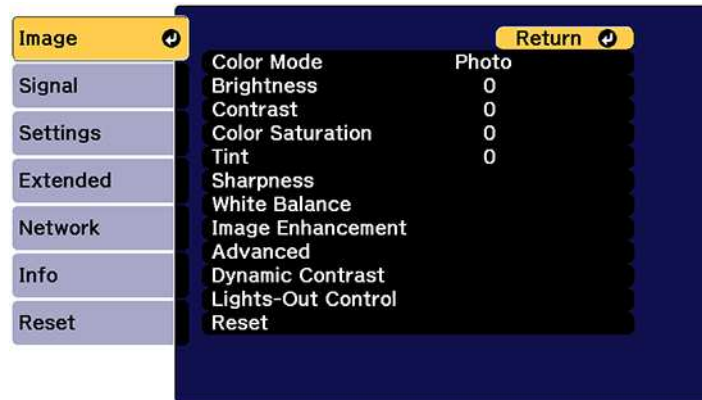 Image
Signal
Settings
Extended
Network
Info
Reset
Return
Color Mode Photo
Brightness 0
Contrast 0
Color Saturation 0
Tint 0
Sharpness
White Balance
Image Enhancement
Advanced
Dynamic Contrast
Lights-Out Control
Reset